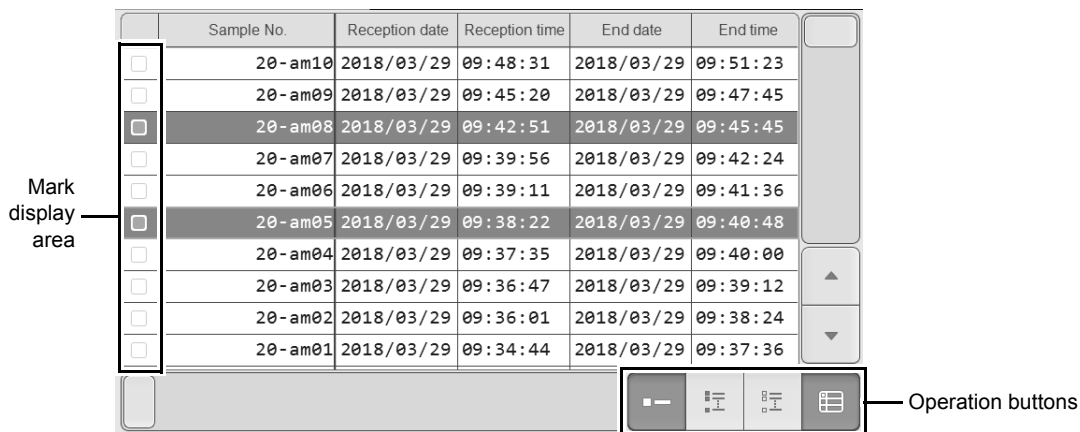 Sample No. Reception date Reception time End date End time
20-am10 2018/03/29 09:48:31 2018/03/29 09:51:23
20-am09 2018/03/29 09:45:20 2018/03/29 09:47:45
20-am08 2018/03/29 09:42:51 2018/03/29 09:45:45
20-am07 2018/03/29 09:39:56 2018/03/29 09:42:24
20-am06 2018/03/29 09:39:11 2018/03/29 09:41:36
20-am05 2018/03/29 09:38:22 2018/03/29 09:40:48
20-am04 2018/03/29 09:37:35 2018/03/29 09:40:00
20-am03 2018/03/29 09:36:47 2018/03/29 09:39:12
20-am02 2018/03/29 09:36:01 2018/03/29 09:38:24
20-am01 2018/03/29 09:34:44 2018/03/29 09:37:36
Mark
display
area
Operation buttons